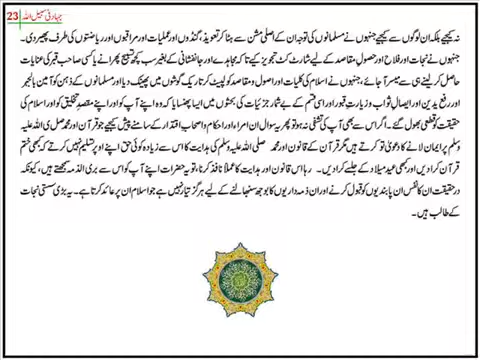 جہاد فی سبیل اللہ 23
نہ کیجیے بلکہ ان لوگوں سے کیجیے جنہوں نے مسلمانوں کی توجہ ان کے اصلی مشن سے ہٹا کر تعویذ، گنڈوں اور عملیات اور مراقبوں اور ریاضتوں کی طرف پھیر دی۔
جنہوں نے نجات اور فلاح اور حصول مقاصد کے لیے شارٹ کٹ تجویز کیے تاکہ مجاہدے اور جانفشانی کے بغیر سب کچھ تسبیح پھرانے یا کسی صاحب قبر کی عنایات
حاصل کر لینے ہی سے میسر آجائے، جنہوں نے اسلام کی کلیات اور اصول و مقاصد کو لپیٹ کر تاریک گوشوں میں پھینک دیا اور مسلمانوں کے ذہن کو آمین بالجہر
اور رفع یدین اور ایصال ثواب و زیارت قبور اور اسی قسم کے بے شمار جزئیات کی بحثوں میں ایسا پھنسایا کہ وہ اپنے آپ کو اور اپنے مقصد تخلیق کو اور اسلام کی
حقیقت کو قطعی بھول گئے۔ اگر اس سے بھی آپ کی تشفی نہ ہو تو پھر یہ سوال ان امراء اور حکام و اصحاب اقتدار کے سامنے پیش کیجیے جو قرآن اور محمد صلی اللہ علیہ
وسلم پر ایمان لانے کا دعویٰ تو کرتے ہیں مگر قرآن کے قانون اور محمد صلی اللہ علیہ وسلم کی ہدایت کا اس سے زیادہ کوئی حق اپنے اوپر تسلیم نہیں کرتے کہ کبھی ختم
قرآن کرا دیں اور کبھی عید میلاد کے جلسے کرا دیں۔ رہا اس قانون اور ہدایت کا عملاً نافذ کرنا، تو یہ حضرات اپنے آپ کو اس سے بری الذمہ سمجھتے ہیں، کیونکہ
درحقیقت ان کا نفس ان پابندیوں کو قبول کرنے اور ان ذمہ داریوں کا بوجھ سنبھالنے کے لیے ہرگز تیار نہیں ہے جو اسلام ان پر عائد کرتا ہے۔ یہ بڑی سستی نجات
کے طالب ہیں۔